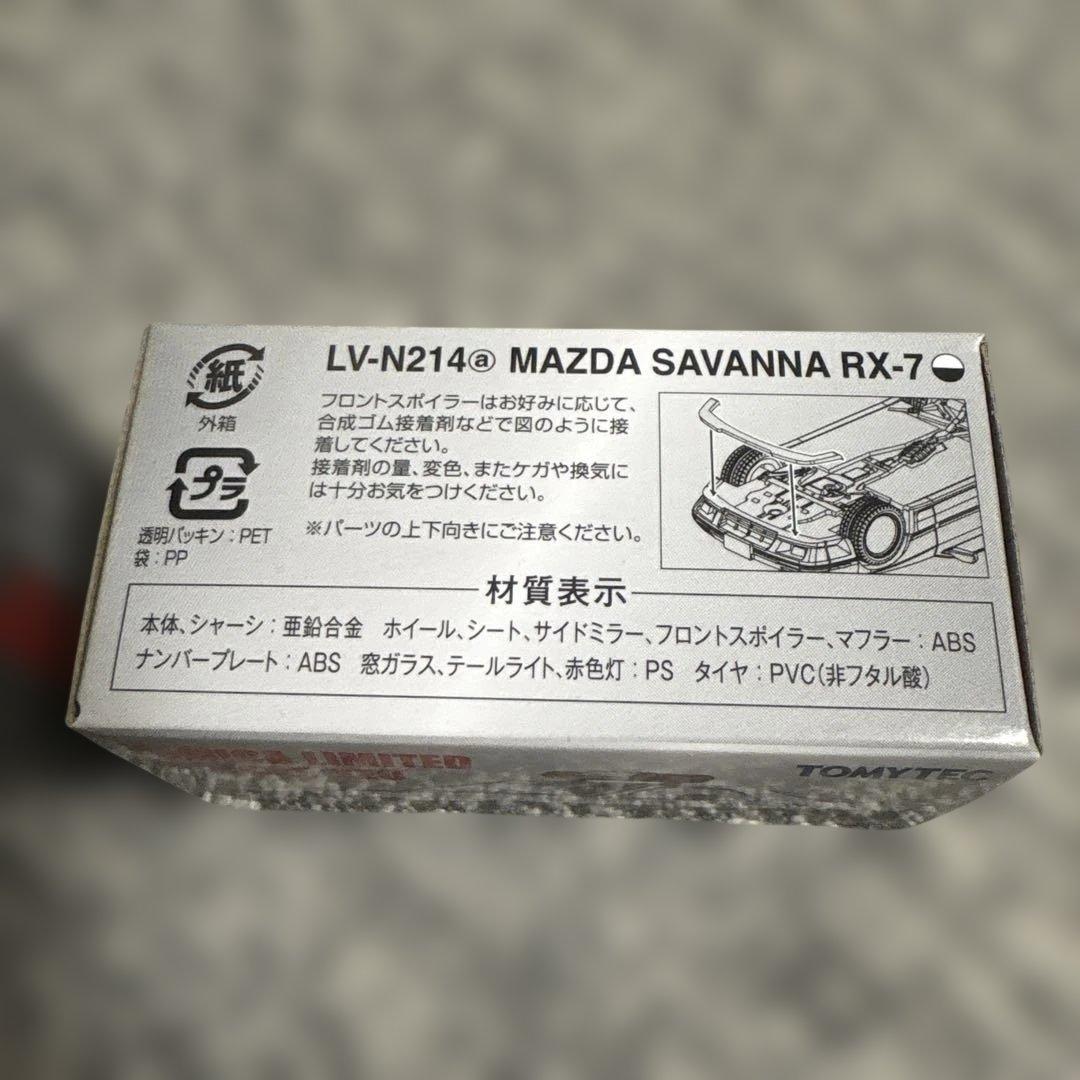 紙
外箱
プラ
透明パッキン：PET
袋：PP
LV-N214ⓐ MAZDA SAVANNA RX-7
フロントスポイラーはお好みに応じて、
合成ゴム接着剤などで図のように接
着してください。
接着剤の量、変色、またケガや換気に
は十分お気をつけください。
※パーツの上下向きにご注意ください。
材質表示
本体、シャーシ：亜鉛合金　ホイール、シート、サイドミラー、フロントスポイラー、マフラー：ABS
ナンバープレート：ABS　窓ガラス、テールライト、赤色灯：PS　タイヤ：PVC（非フタル酸）
LIMITED
TOMYTEC